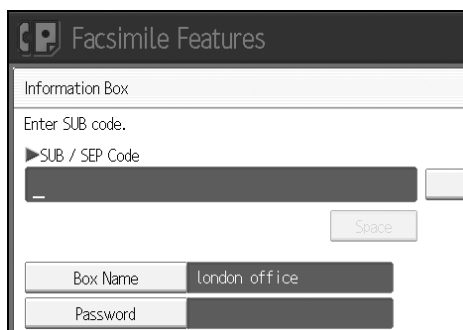 Facsimile Features
Information Box
Enter SUB code.
▶SUB / SEP Code
_
Space
Box Name london office
Password